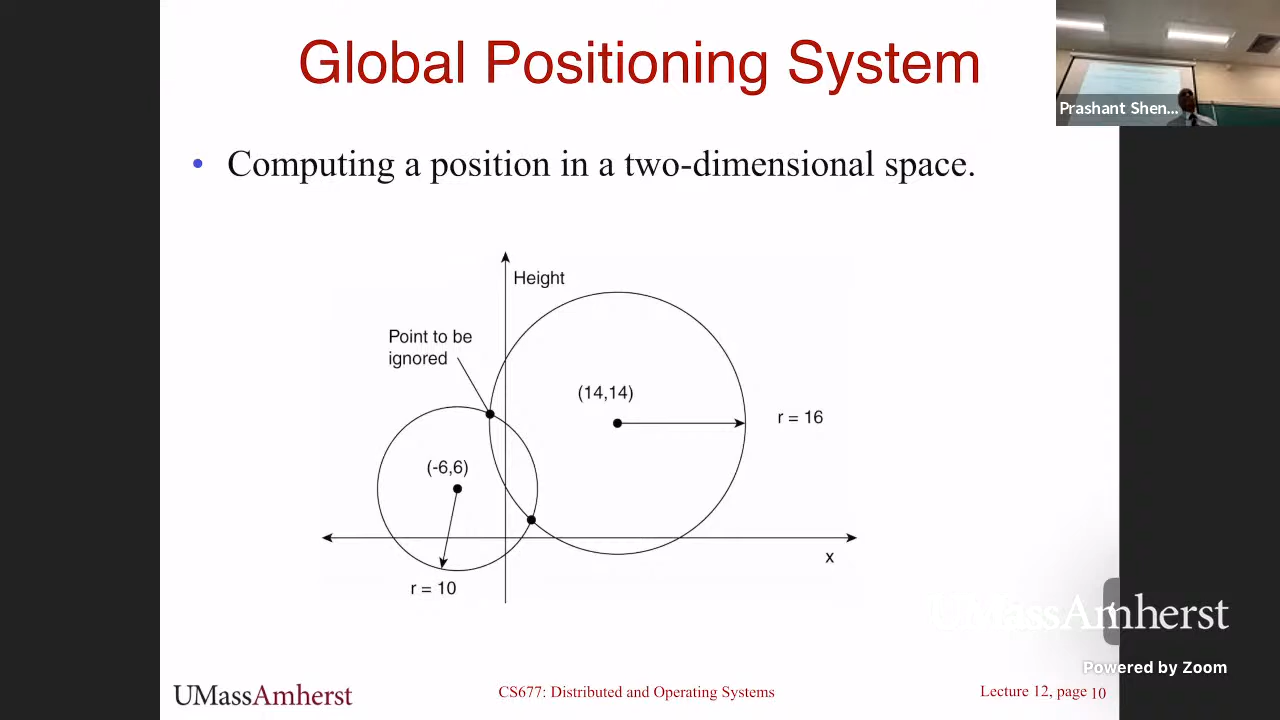 Global Positioning System
Prashant Shen...
• Computing a position in a two-dimensional space.
Height
Point to be
ignored
(14,14)
r = 16
(-6,6)
x
r = 10
UMassAmherst
Powered by Zoom
UMassAmherst
CS677: Distributed and Operating Systems
Lecture 12, page 10